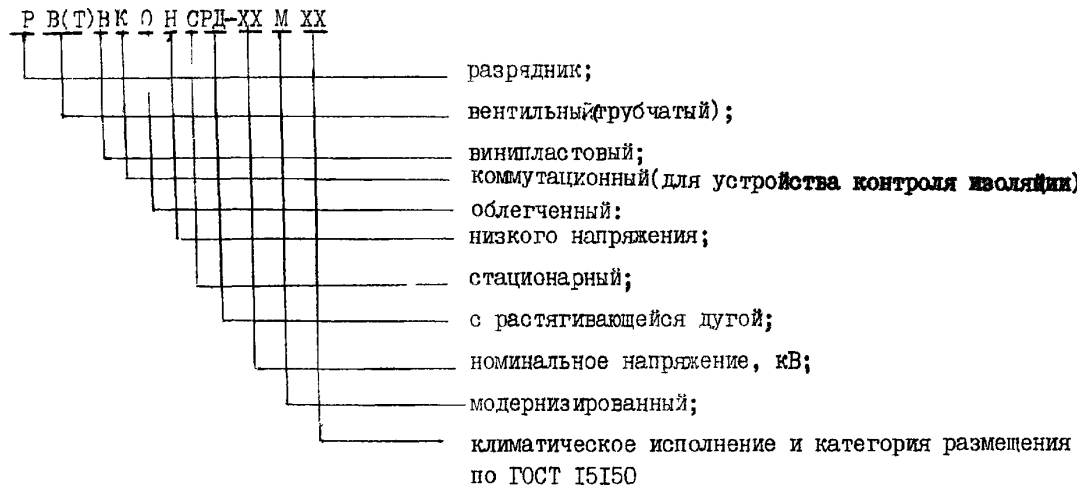 Р В(Т)ВК О Н СРД-ХХ М ХХ
разрядник;
вентильный(трубчатый);
винипластовый;
коммутационный(для устройства контроля изоляции)
облегченный:
низкого напряжения;
стационарный;
с растягивающейся дугой;
номинальное напряжение, кВ;
модернизированный;
климатическое исполнение и категория размещения
по ГОСТ I5I50